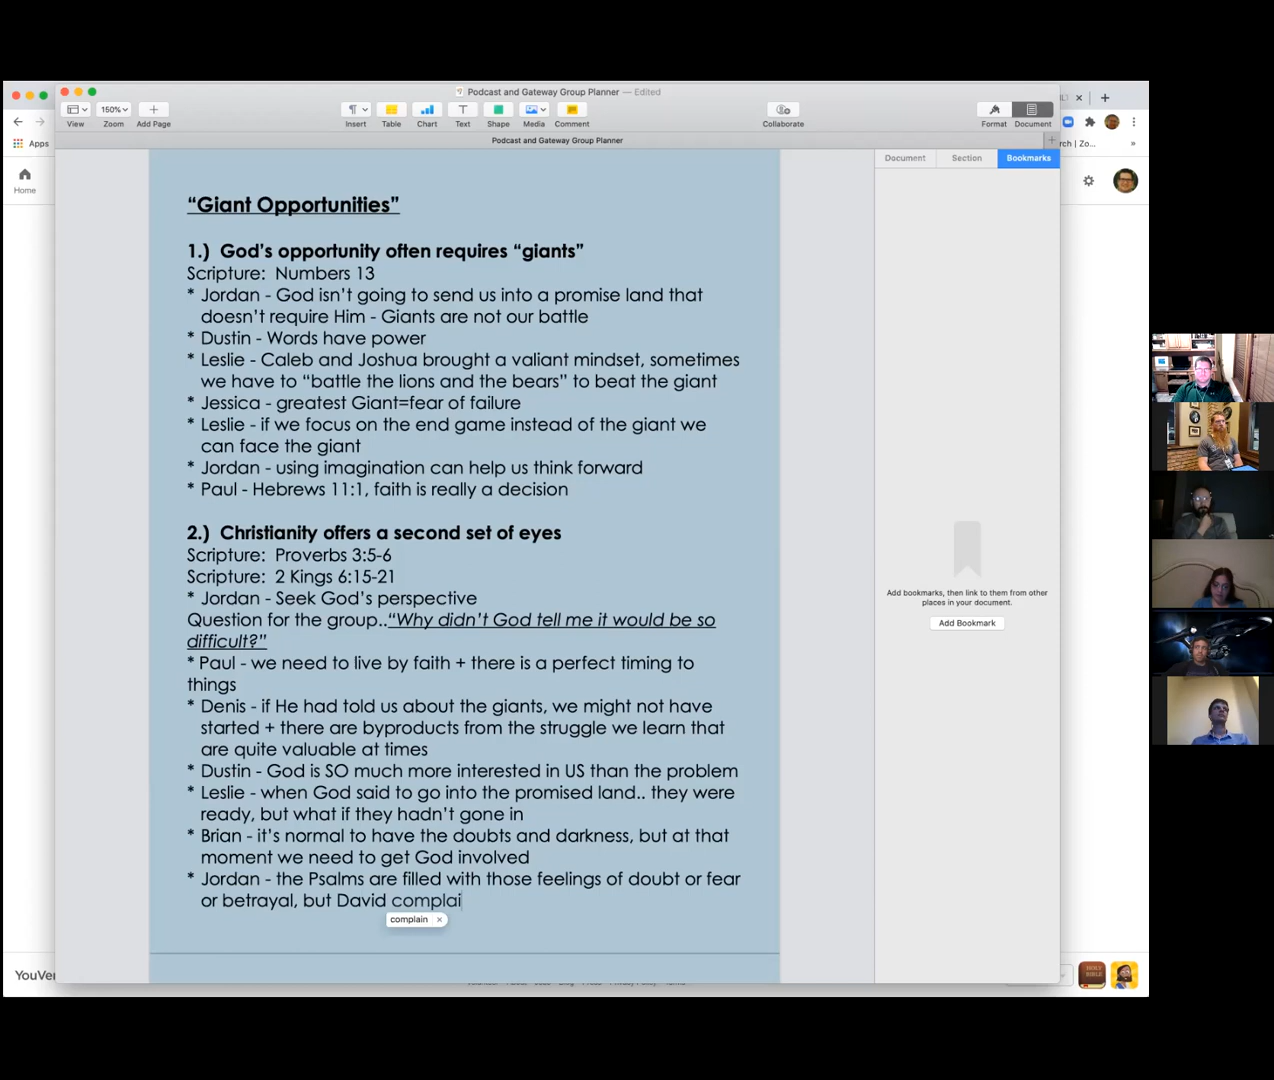 Podcast and Gateway Group Planner — Edited
150%
View
Zoom
Add Page
Insert
Table
Chart
Text
Shape
Media
Comment
Collaborate
Format
Document
Podcast and Gateway Group Planner
Apps
Home
Document
Section
Bookmarks
“Giant Opportunities”
1.) God’s opportunity often requires “giants”
Scripture: Numbers 13
* Jordan - God isn’t going to send us into a promise land that
doesn’t require Him - Giants are not our battle
* Dustin - Words have power
* Leslie - Caleb and Joshua brought a valiant mindset, sometimes
we have to “battle the lions and the bears” to beat the giant
* Jessica - greatest Giant=fear of failure
* Leslie - if we focus on the end game instead of the giant we
can face the giant
* Jordan - using imagination can help us think forward
* Paul - Hebrews 11:1, faith is really a decision
2.) Christianity offers a second set of eyes
Scripture: Proverbs 3:5-6
Scripture: 2 Kings 6:15-21
* Jordan - Seek God’s perspective
Question for the group..“Why didn’t God tell me it would be so
difficult?”
* Paul - we need to live by faith + there is a perfect timing to
things
* Denis - if He had told us about the giants, we might not have
started + there are byproducts from the struggle we learn that
are quite valuable at times
* Dustin - God is SO much more interested in US than the problem
* Leslie - when God said to go into the promised land.. they were
ready, but what if they hadn’t gone in
* Brian - it’s normal to have the doubts and darkness, but at that
moment we need to get God involved
* Jordan - the Psalms are filled with those feelings of doubt or fear
or betrayal, but David complai
complain ×
Add bookmarks, then link to them from other
places in your document.
Add Bookmark
YouVer
HOLY BIBLE